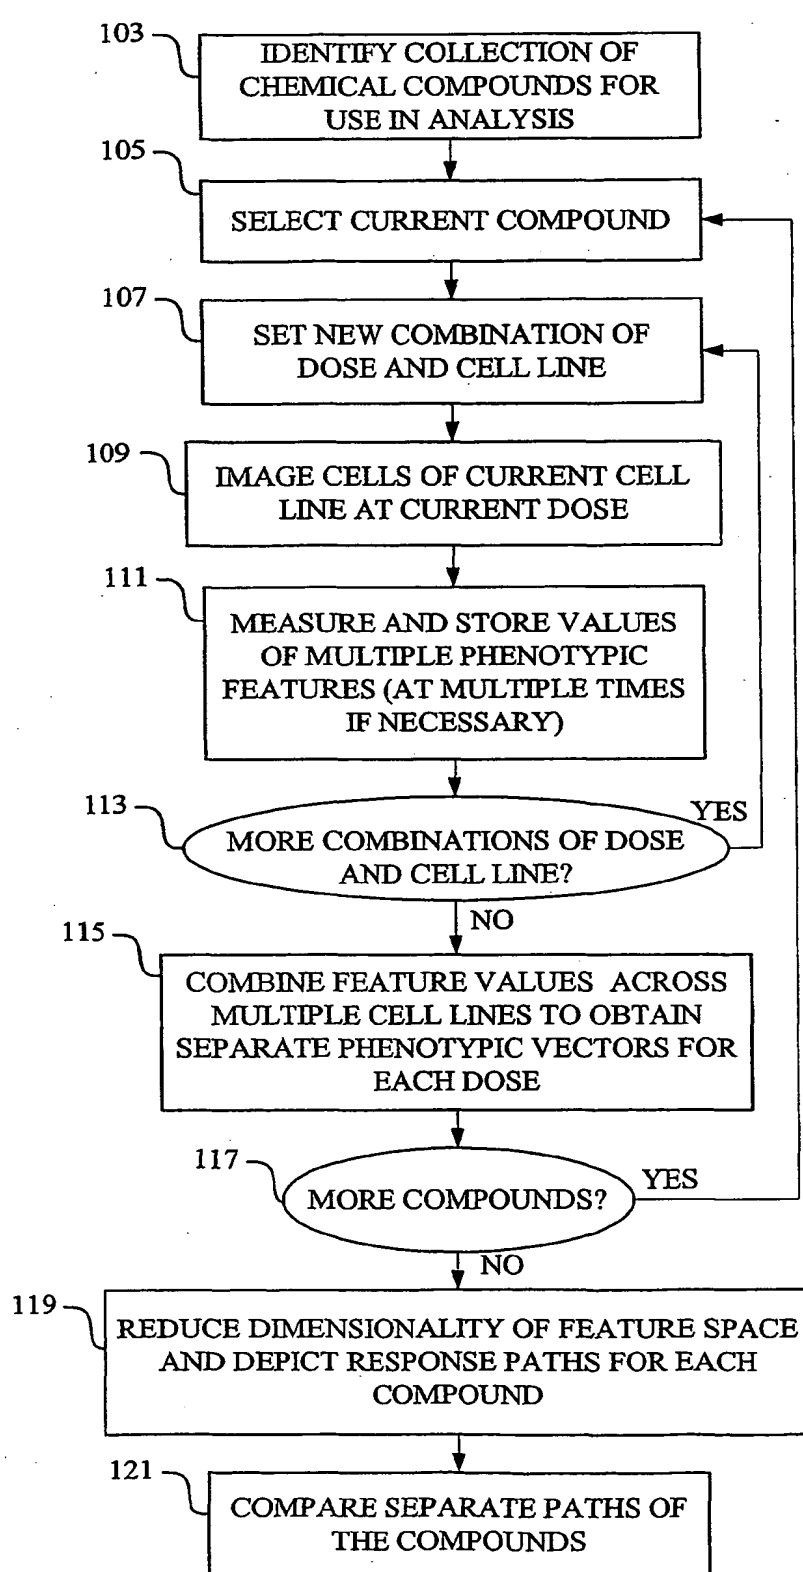 103
IDENTIFY COLLECTION OF
CHEMICAL COMPOUNDS FOR
USE IN ANALYSIS
105
SELECT CURRENT COMPOUND
107
SET NEW COMBINATION OF
DOSE AND CELL LINE
109
IMAGE CELLS OF CURRENT CELL
LINE AT CURRENT DOSE
111
MEASURE AND STORE VALUES
OF MULTIPLE PHENOTYPIC
FEATURES (AT MULTIPLE TIMES
IF NECESSARY)
113
YES
MORE COMBINATIONS OF DOSE
AND CELL LINE?
NO
115
COMBINE FEATURE VALUES ACROSS
MULTIPLE CELL LINES TO OBTAIN
SEPARATE PHENOTYPIC VECTORS FOR
EACH DOSE
117
YES
MORE COMPOUNDS?
NO
119
REDUCE DIMENSIONALITY OF FEATURE SPACE
AND DEPICT RESPONSE PATHS FOR EACH
COMPOUND
121
COMPARE SEPARATE PATHS OF
THE COMPOUNDS